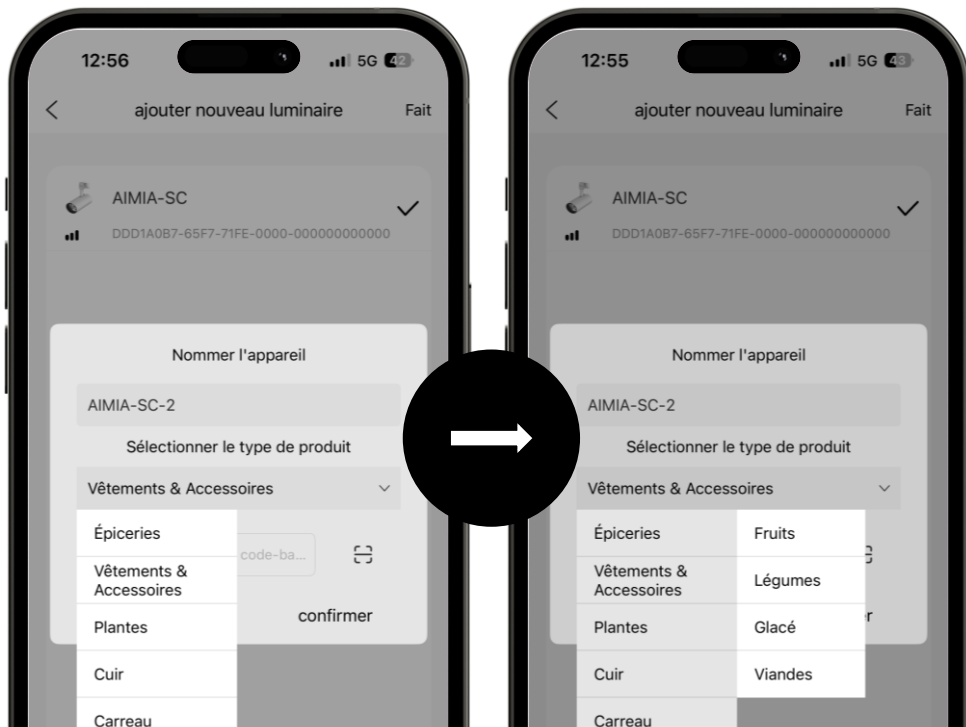 12:56
5G 42
ajouter nouveau luminaire
Fait
AIMIA-SC
DDD1A0B7-65F7-71FE-0000-000000000000
Nommer l'appareil
AIMIA-SC-2
Sélectionner le type de produit
Vêtements & Accessoires
Épiceries
code-ba...
Vêtements &
Accessoires
Plantes
confirmer
Cuir
Carreau
12:55
5G 43
ajouter nouveau luminaire
Fait
AIMIA-SC
DDD1A0B7-65F7-71FE-0000-000000000000
Nommer l'appareil
AIMIA-SC-2
Sélectionner le type de produit
Vêtements & Accessoires
Épiceries
Fruits
Vêtements &
Accessoires
Légumes
Plantes
Glacé
r
Cuir
Viandes
Carreau